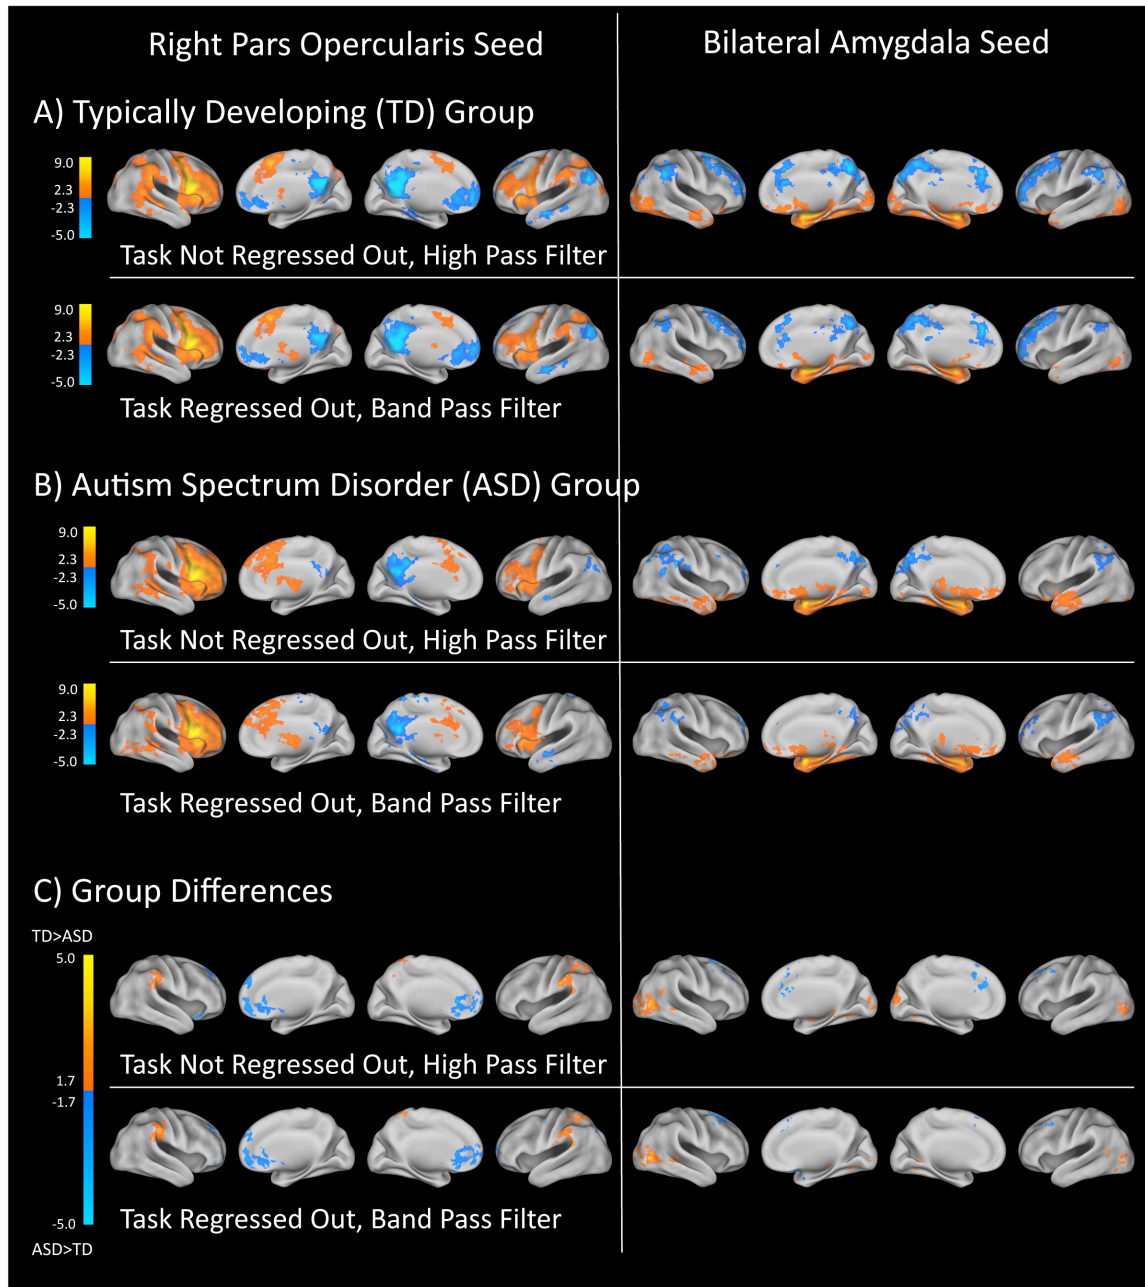 Right Pars Opercularis Seed
Bilateral Amygdala Seed
A) Typically Developing (TD) Group
9.0
2.3
-2.3
-5.0
Task Not Regressed Out, High Pass Filter
9.0
2.3
-2.3
-5.0
Task Regressed Out, Band Pass Filter
B) Autism Spectrum Disorder (ASD) Group
9.0
2.3
-2.3
-5.0
Task Not Regressed Out, High Pass Filter
9.0
2.3
-2.3
-5.0
Task Regressed Out, Band Pass Filter
C) Group Differences
TD>ASD
5.0
Task Not Regressed Out, High Pass Filter
1.7
-1.7
Task Regressed Out, Band Pass Filter
-5.0
ASD>TD